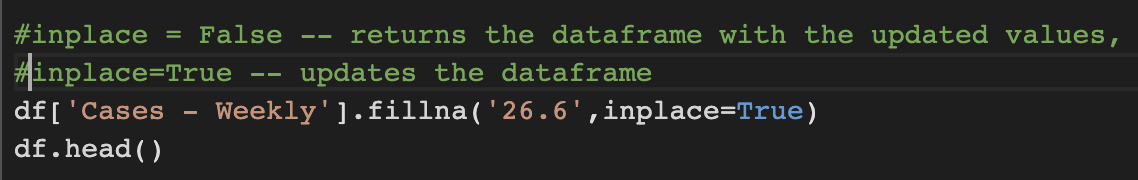 #inplace = False -- returns the dataframe with the updated values,
#inplace=True -- updates the dataframe
df['Cases - Weekly'].fillna('26.6',inplace=True)
df.head()